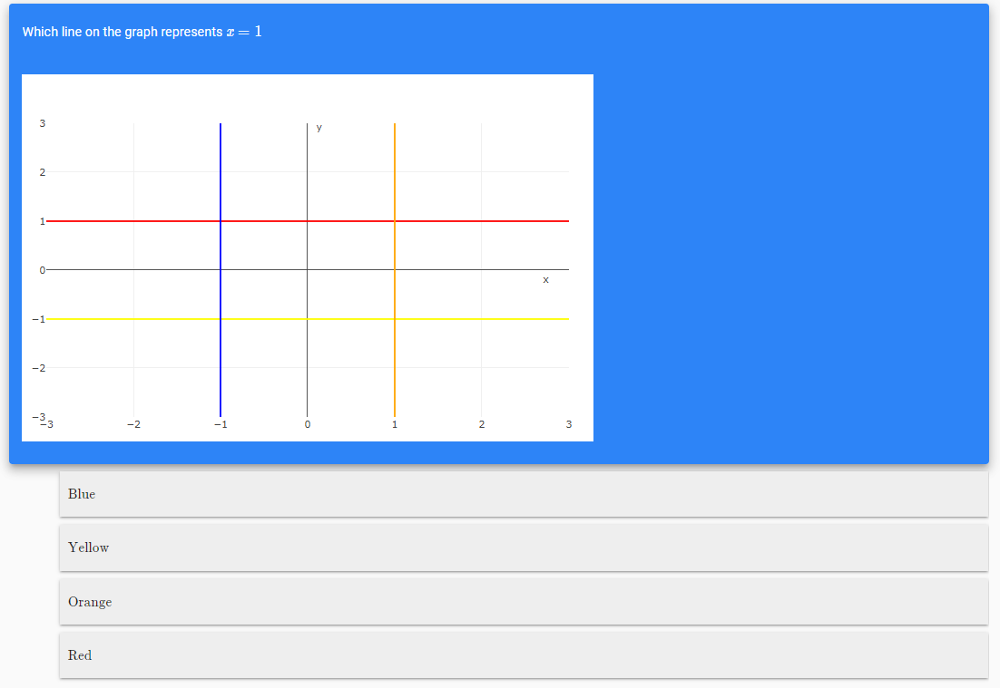 Which line on the graph represents x = 1
3
y
2
1
0
x
−1
−2
−3
−3 −2 −1 0 1 2 3
Blue
Yellow
Orange
Red